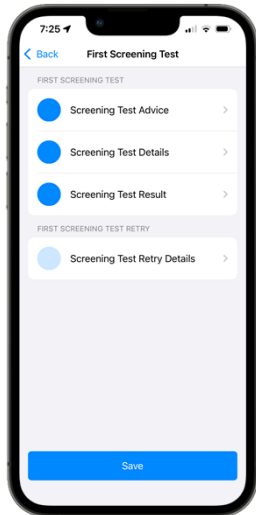 7:25
Back
First Screening Test
FIRST SCREENING TEST
Screening Test Advice
Screening Test Details
Screening Test Result
FIRST SCREENING TEST RETRY
Screening Test Retry Details
Save